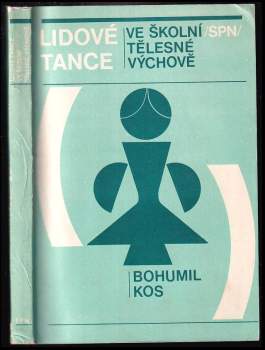 LIDOVÉ
TANCE
VE ŠKOLNÍ /SPN/
TĚLESNÉ
VÝCHOVĚ
BOHUMIL
KOS